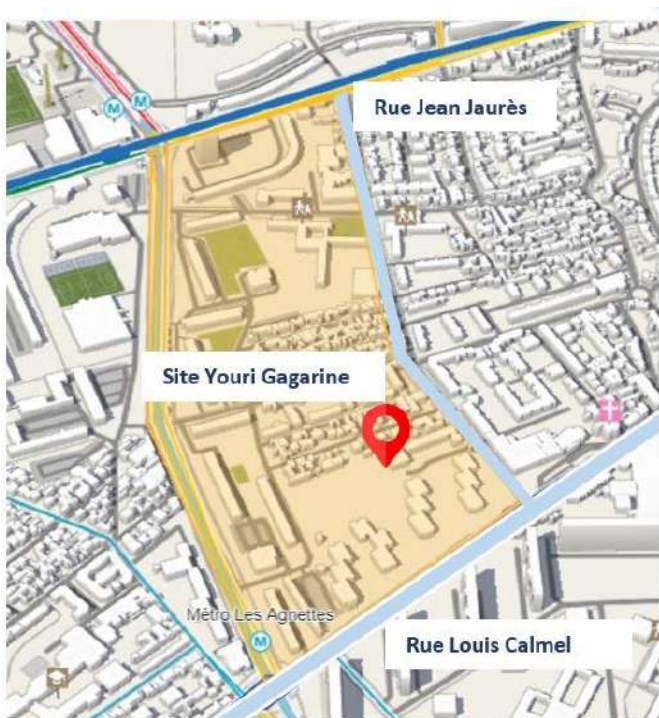 M
M
Rue Jean Jaurès
Site Youri Gagarine
Métro Les Agnettes
M
Rue Louis Calmel